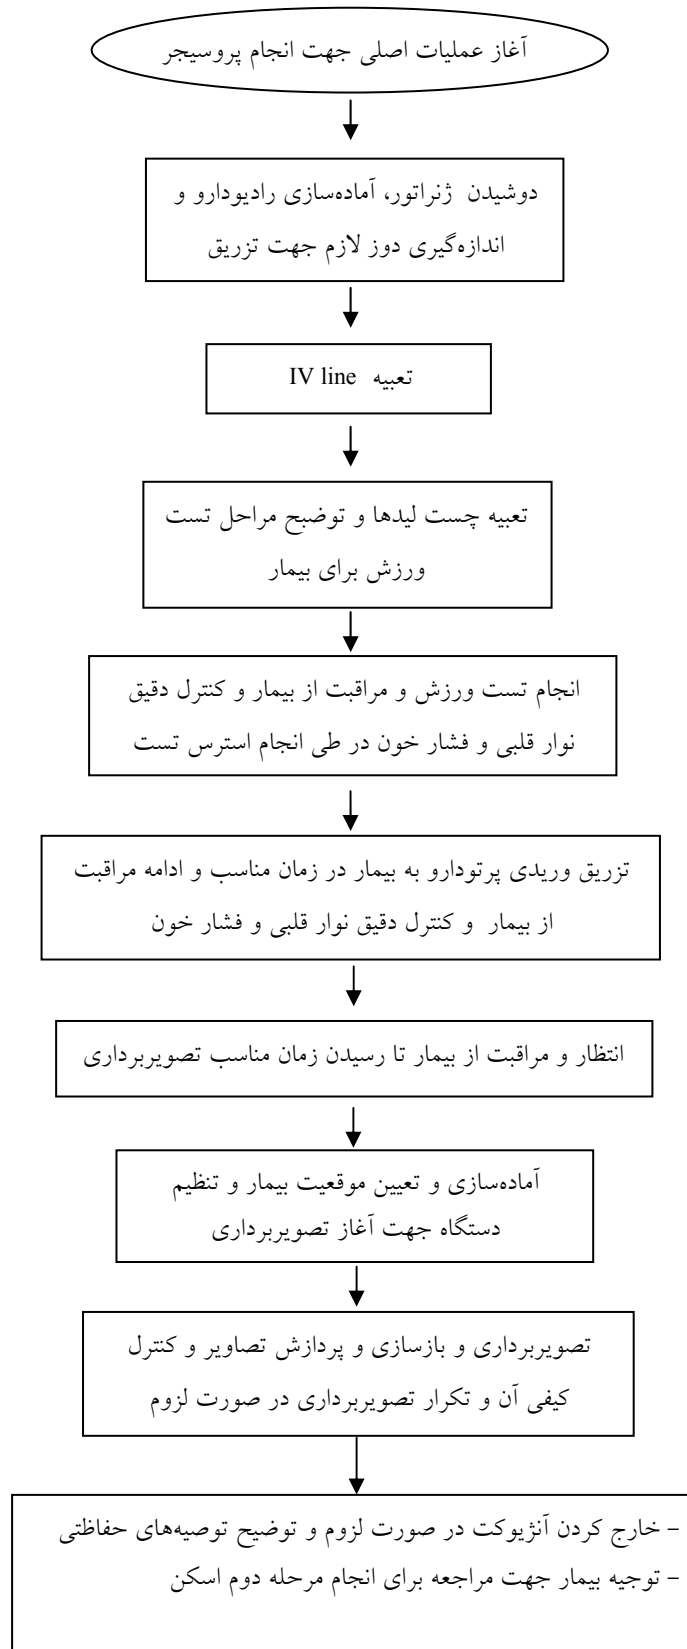 آغاز عملیات اصلی جهت انجام پروسیجر
دوشیدن ژنراتور، آماده‌سازی رادیودارو و
اندازه‌گیری دوز لازم جهت تزریق
تعبیه IV line
تعبیه چست لیدها و توضبح مراحل تست
ورزش برای بیمار
انجام تست ورزش و مراقبت از بیمار و کنترل دقیق
نوار قلبی و فشار خون در طی انجام استرس تست
تزریق وریدی پرتودارو به بیمار در زمان مناسب و ادامه مراقبت
از بیمار و کنترل دقیق نوار قلبی و فشار خون
انتظار و مراقبت از بیمار تا رسیدن زمان مناسب تصویربرداری
آماده‌سازی و تعیین موقعیت بیمار و تنظیم
دستگاه جهت آغاز تصویربرداری
تصویربرداری و بازسازی و پردازش تصاویر و کنترل
کیفی آن و تکرار تصویربرداری در صورت لزوم
- خارج کردن آنژیوکت در صورت لزوم و توضیح توصیه‌های حفاظتی
- توجیه بیمار جهت مراجعه برای انجام مرحله دوم اسکن